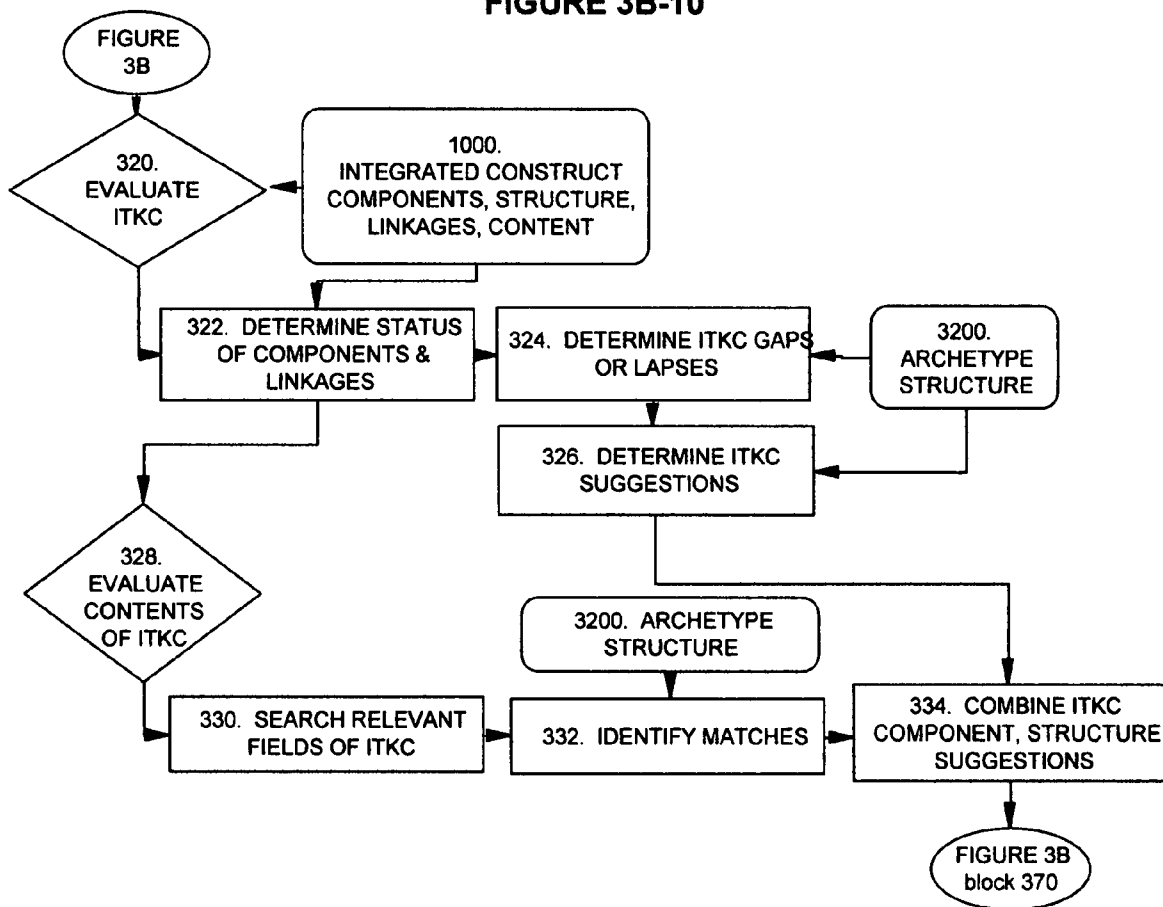 FIGURE 3B-10
FIGURE
3B
320.
EVALUATE
ITKC
1000.
INTEGRATED CONSTRUCT
COMPONENTS, STRUCTURE,
LINKAGES, CONTENT
322. DETERMINE STATUS
OF COMPONENTS &
LINKAGES
324. DETERMINE ITKC GAPS
OR LAPSES
3200.
ARCHETYPE
STRUCTURE
326. DETERMINE ITKC
SUGGESTIONS
328.
EVALUATE
CONTENTS
OF ITKC
3200. ARCHETYPE
STRUCTURE
330. SEARCH RELEVANT
FIELDS OF ITKC
332. IDENTIFY MATCHES
334. COMBINE ITKC
COMPONENT, STRUCTURE
SUGGESTIONS
FIGURE 3B
block 370